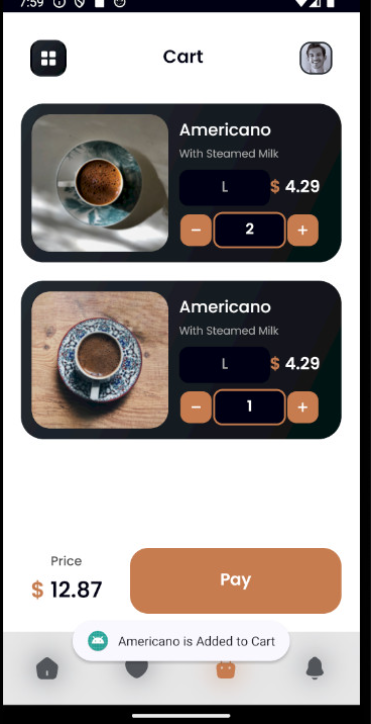 7:59
Cart
Americano
With Steamed Milk
L
$ 4.29
2
Americano
With Steamed Milk
L
$ 4.29
1
Price
$ 12.87
Pay
Americano is Added to Cart